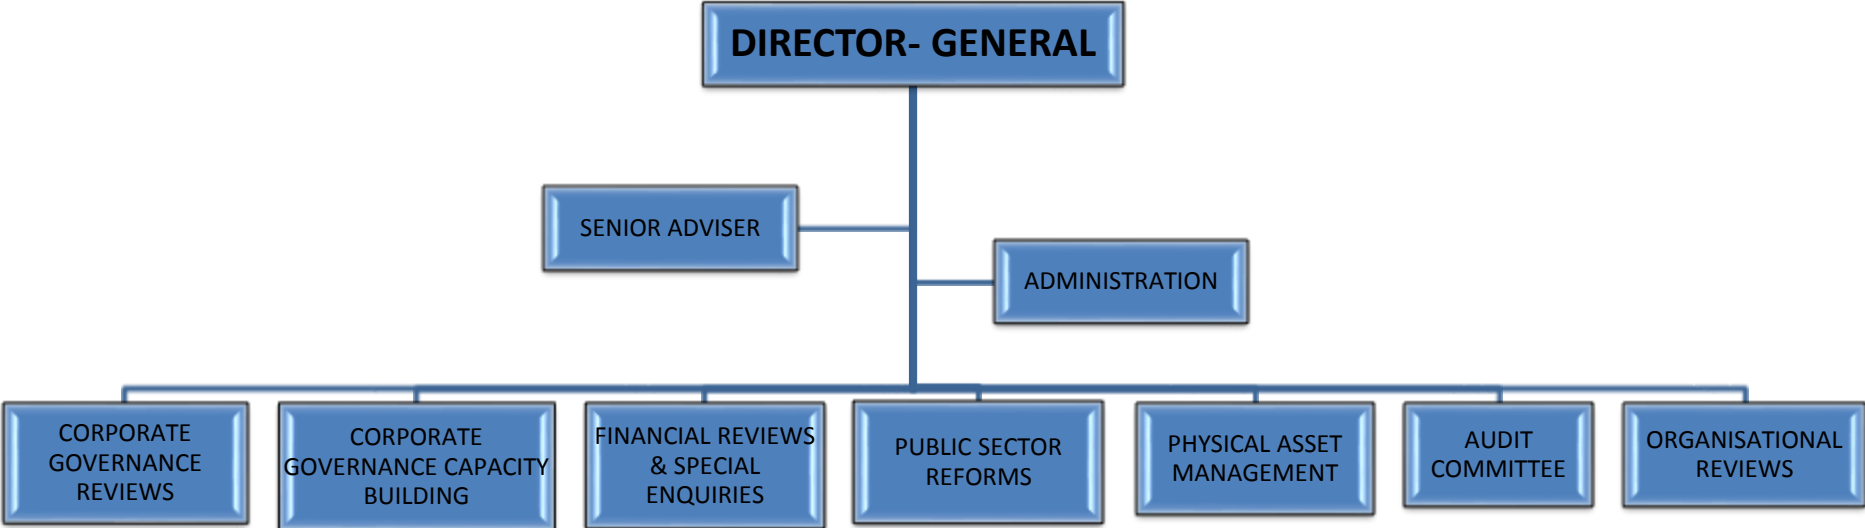 DIRECTOR- GENERAL
SENIOR ADVISER
ADMINISTRATION
CORPORATE
GOVERNANCE
REVIEWS
CORPORATE
GOVERNANCE CAPACITY
BUILDING
FINANCIAL REVIEWS
& SPECIAL
ENQUIRIES
PUBLIC SECTOR
REFORMS
PHYSICAL ASSET
MANAGEMENT
AUDIT
COMMITTEE
ORGANISATIONAL
REVIEWS